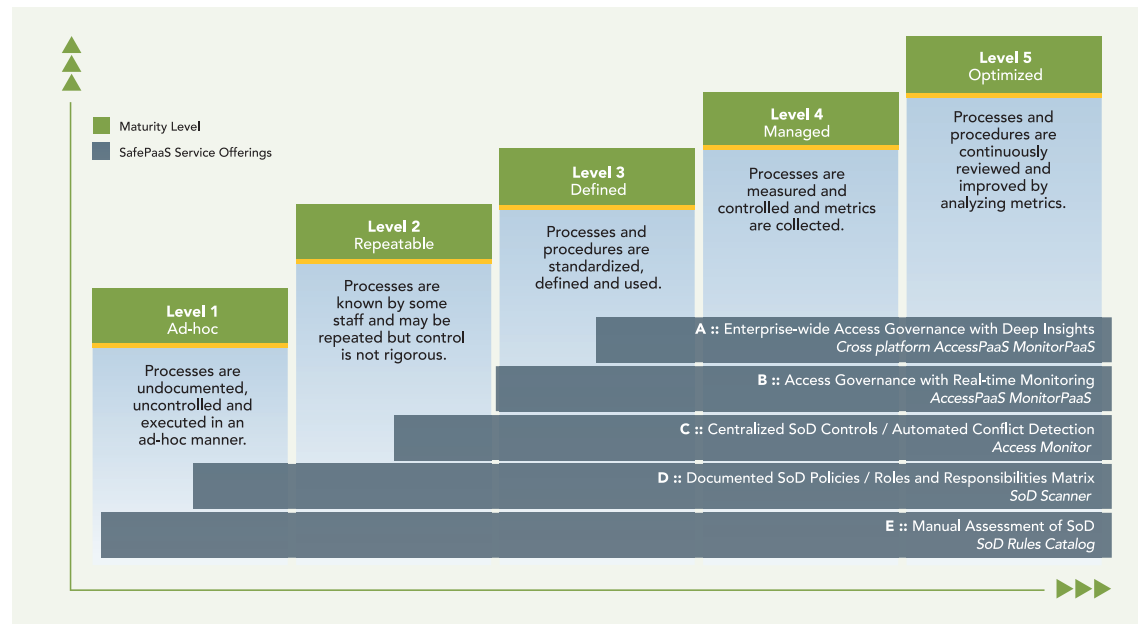 Maturity Level
SafePaaS Service Offerings
Level 1
Ad-hoc
Processes are
undocumented,
uncontrolled and
executed in an
ad-hoc manner.
Level 2
Repeatable
Processes are
known by some
staff and may be
repeated but control
is not rigorous.
Level 3
Defined
Processes and
procedures are
standardized,
defined and used.
Level 4
Managed
Processes are
measured and
controlled and metrics
are collected.
Level 5
Optimized
Processes and
procedures are
continuously
reviewed and
improved by
analyzing metrics.
A :: Enterprise-wide Access Governance with Deep Insights
Cross platform AccessPaaS MonitorPaaS
B :: Access Governance with Real-time Monitoring
AccessPaaS MonitorPaaS
C :: Centralized SoD Controls / Automated Conflict Detection
Access Monitor
D :: Documented SoD Policies / Roles and Responsibilities Matrix
SoD Scanner
E :: Manual Assessment of SoD
SoD Rules Catalog